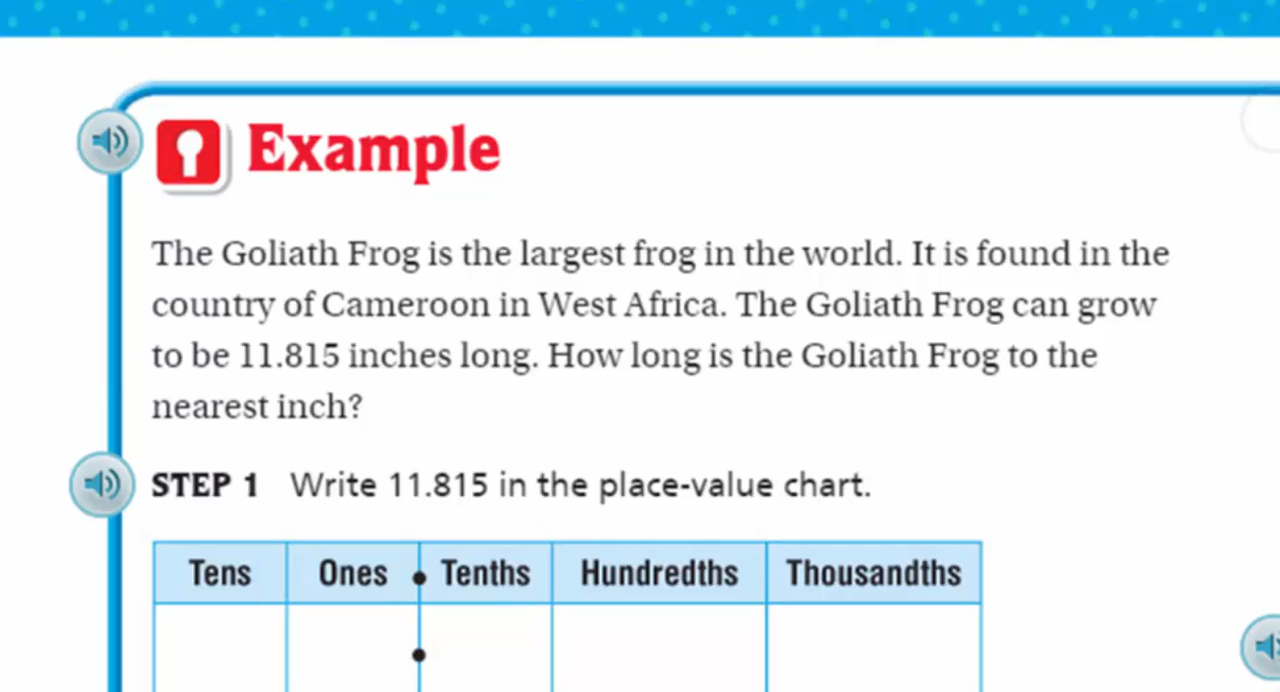 Example
The Goliath Frog is the largest frog in the world. It is found in the
country of Cameroon in West Africa. The Goliath Frog can grow
to be 11.815 inches long. How long is the Goliath Frog to the
nearest inch?
STEP 1 Write 11.815 in the place-value chart.
Tens Ones . Tenths Hundredths Thousandths
.